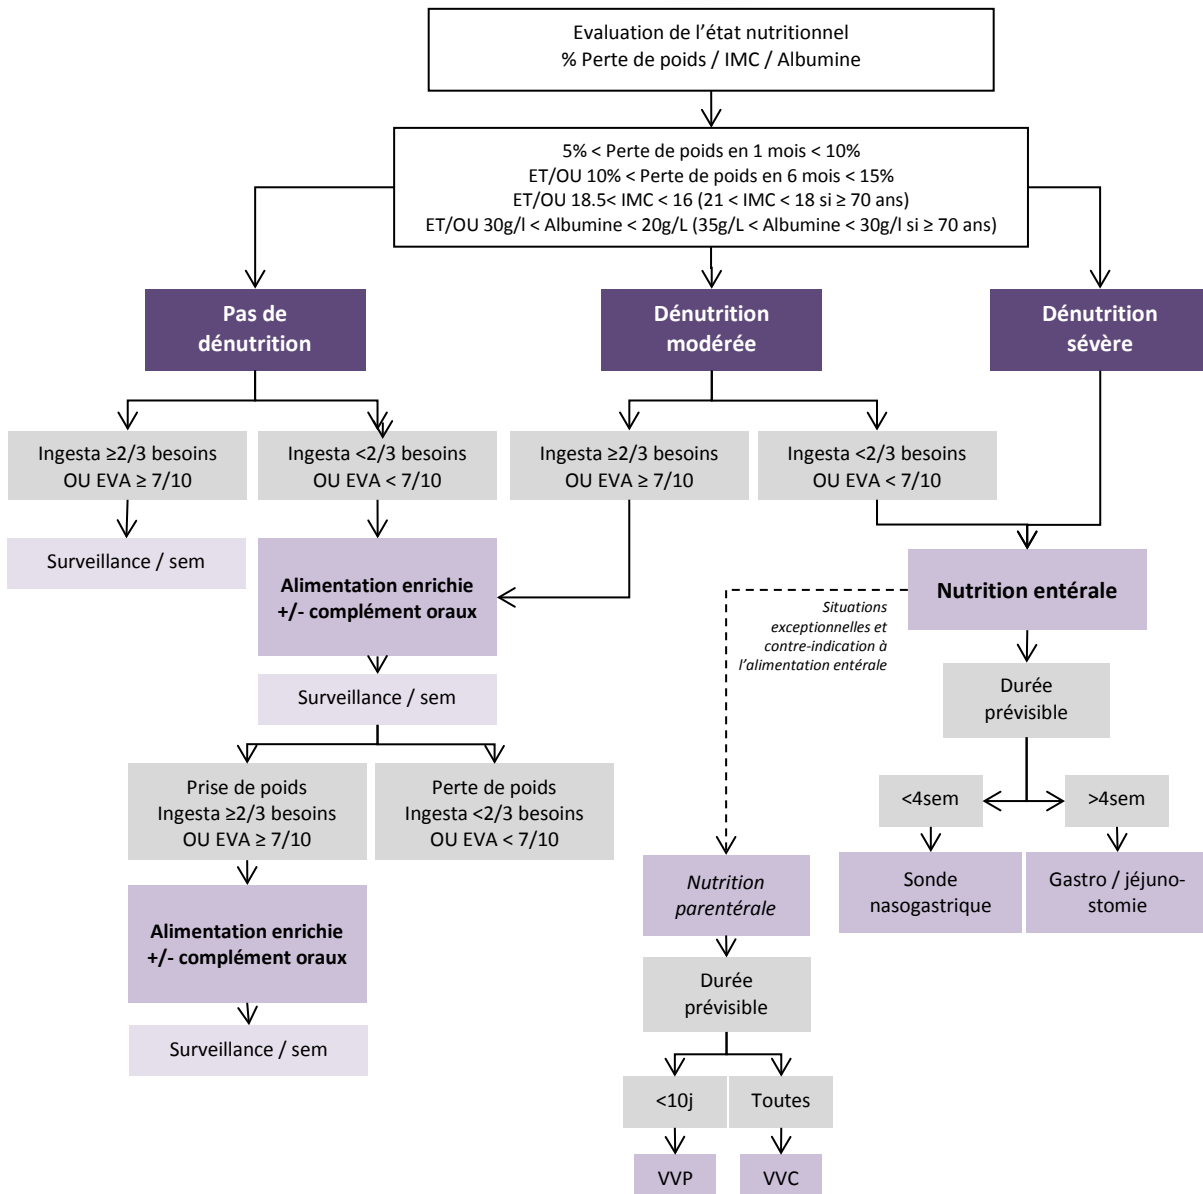 Evaluation de l’état nutritionnel
% Perte de poids / IMC / Albumine
5% < Perte de poids en 1 mois < 10%
ET/OU 10% < Perte de poids en 6 mois < 15%
ET/OU 18.5< IMC < 16 (21 < IMC < 18 si ≥ 70 ans)
ET/OU 30g/l < Albumine < 20g/L (35g/L < Albumine < 30g/l si ≥ 70 ans)
Pas de
dénutrition
Dénutrition
modérée
Dénutrition
sévère
Ingesta ≥2/3 besoins
OU EVA ≥ 7/10
Ingesta <2/3 besoins
OU EVA < 7/10
Ingesta ≥2/3 besoins
OU EVA ≥ 7/10
Ingesta <2/3 besoins
OU EVA < 7/10
Surveillance / sem
Alimentation enrichie
+/- complément oraux
Nutrition entérale
Situations
exceptionnelles et
contre-indication à
l’alimentation entérale
Surveillance / sem
Durée
prévisible
Prise de poids
Ingesta ≥2/3 besoins
OU EVA ≥ 7/10
Perte de poids
Ingesta <2/3 besoins
OU EVA < 7/10
<4sem
>4sem
Nutrition
parentérale
Sonde
nasogastrique
Gastro / jéjuno-
stomie
Alimentation enrichie
+/- complément oraux
Durée
prévisible
Surveillance / sem
<10j
Toutes
VVP
VVC